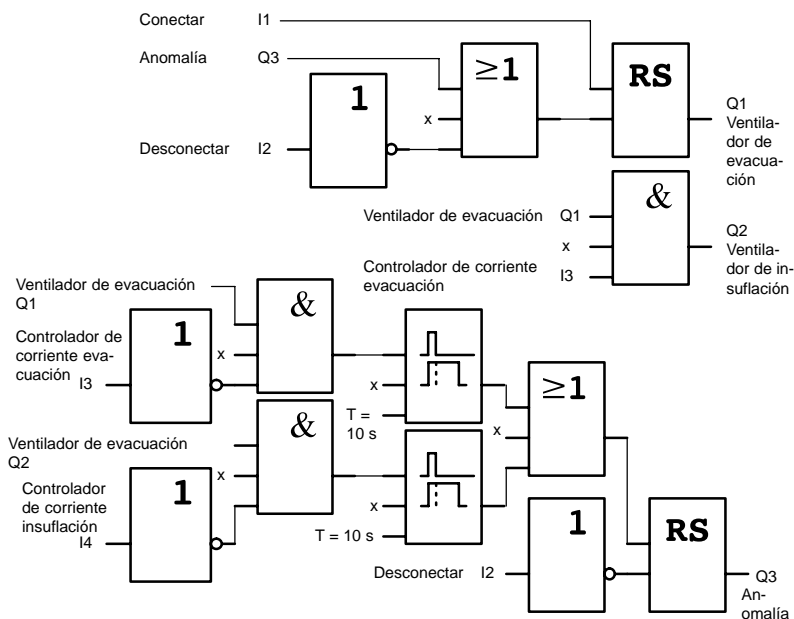 Conectar I1
Anomalía Q3
≥1
RS
1
x
Desconectar I2
Q1
Ventila-
dor de
evacua-
ción
&
Ventilador de evacuación Q1
x
Q2
Ventila-
dor de in-
suflación
Controlador de corriente
evacuación
I3
Ventilador de evacuación
Q1
&
1
Controlador de
corriente eva-
cuación
I3
x
x
T =
10 s
≥1
x
&
Ventilador de evacuación
Q2
x
1
Controlador
de corriente
insuflación
I4
x
T = 10 s
1
RS
Desconectar I2
Q3
An-
omalía